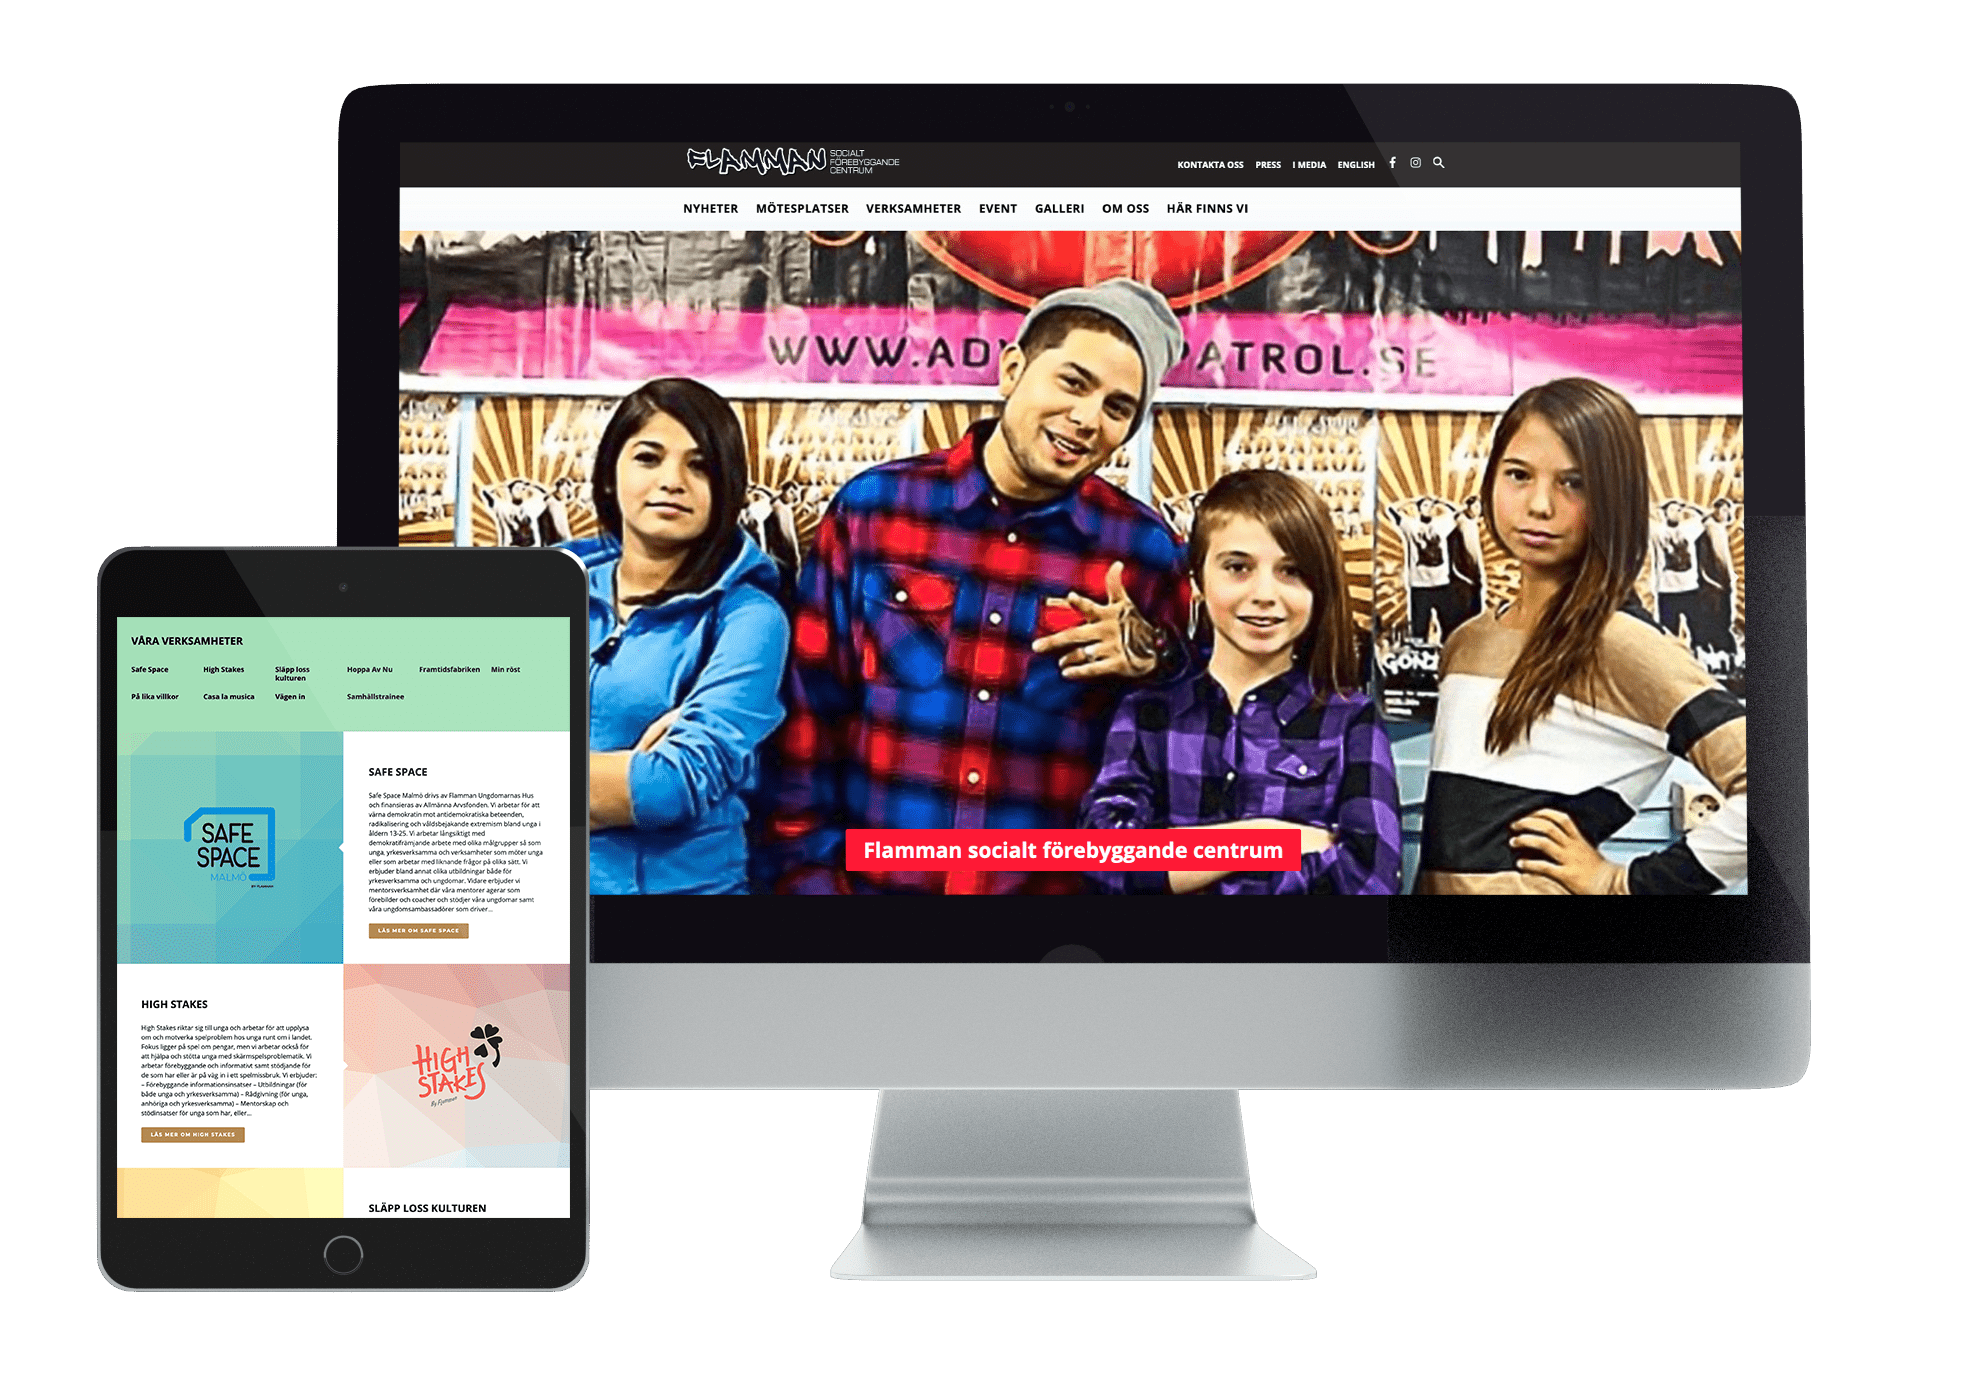 FLAMMAN
SOCIALT
FÖREBYGGANDE
CENTRUM
KONTAKTA OSS PRESS I MEDIA ENGLISH
NYHETER MÖTESPLATSER VERKSAMHETER EVENT GALLERI OM OSS HÄR FINNS VI
WWW.AD
PATROL.SE
Flamman socialt förebyggande centrum
VÅRA VERKSAMHETER
Safe Space High Stakes Släpp loss Hoppa Av Nu Framtidsfabriken Min röst
kulturen
På lika villkor Casa la musica Vägen in Samhällstrainee
SAFE
SPACE
MALMÖ
BY FLAMMAN
SAFE SPACE
Safe Space Malmö drivs av Flamman Ungdomarnas Hus
och finansieras av Allmänna Arvsfonden. Vi arbetar för att
värna demokratin mot antidemokratiska beteenden,
radikalisering och våldsbejakande extremism bland unga i
åldern 13-25. Vi arbetar långsiktigt med
demokratifrämjande arbete med olika målgrupper så som
unga, yrkesverksamma och verksamheter som möter unga
eller som arbetar med liknande frågor på olika sätt. Vi
erbjuder bland annat olika utbildningar både för
yrkesverksamma och ungdomar. Vidare erbjuder vi
mentorsverksamhet där våra mentorer agerar som
förebilder och coacher och stödjer våra ungdomar samt
våra ungdomsambassadörer som driver...
LÄS MER OM SAFE SPACE
HIGH STAKES
High Stakes riktar sig till unga och arbetar för att upplysa
om och motverka spelproblem hos unga runt om i landet.
Fokus ligger på spel om pengar, men vi arbetar också för
att hjälpa och stötta unga med skärmspelsproblematik. Vi
arbetar förebyggande och informativt samt stödjande för
de som har eller är på väg in i ett spelmissbruk. Vi erbjuder:
– Förebyggande informationsinsatser – Utbildningar (för
både unga och yrkesverksamma) – Rådgivning (för unga,
anhöriga och yrkesverksamma) – Mentorskap och
stödinsatser för unga som har, eller...
LÄS MER OM HIGH STAKES
HIGH
STAKES
By Flamman
SLÄPP LOSS KULTUREN